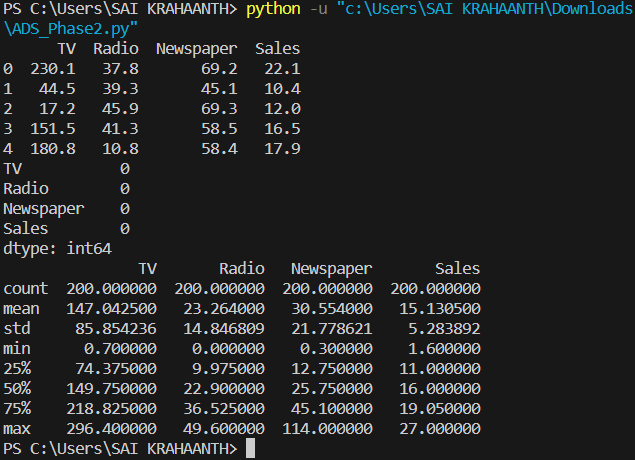 PS C:\Users\SAI KRAHAANTH> python -u "c:\Users\SAI KRAHAANTH\Downloads
\ADS_Phase2.py"
      TV  Radio  Newspaper  Sales
0  230.1   37.8       69.2   22.1
1   44.5   39.3       45.1   10.4
2   17.2   45.9       69.3   12.0
3  151.5   41.3       58.5   16.5
4  180.8   10.8       58.4   17.9
TV           0
Radio        0
Newspaper    0
Sales        0
dtype: int64
               TV       Radio   Newspaper       Sales
count  200.000000  200.000000  200.000000  200.000000
mean   147.042500   23.264000   30.554000   15.130500
std     85.854236   14.846809   21.778621    5.283892
min      0.700000    0.000000    0.300000    1.600000
25%     74.375000    9.975000   12.750000   11.000000
50%    149.750000   22.900000   25.750000   16.000000
75%    218.825000   36.525000   45.100000   19.050000
max    296.400000   49.600000  114.000000   27.000000
PS C:\Users\SAI KRAHAANTH>